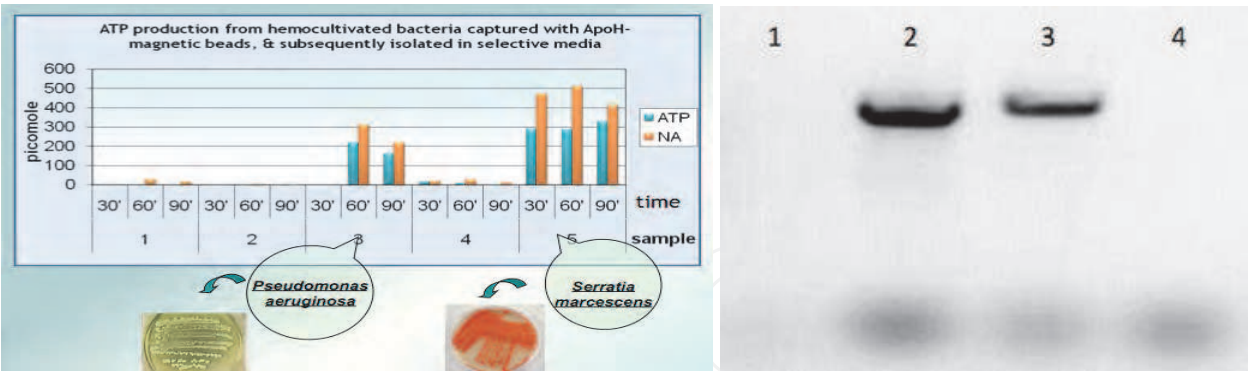 ATP production from hemocultivated bacteria captured with ApoH-
magnetic beads, & subsequently isolated in selective media
600
500
400
300
200
100
0
picomole
ATP
NA
30' 60' 90' 30' 60' 90' 30' 60' 90' 30' 60' 90' 30' 60' 90' time
1 2 3 4 5 sample
Pseudomonas
aeruginosa
Serratia
marcescens
1 2 3 4